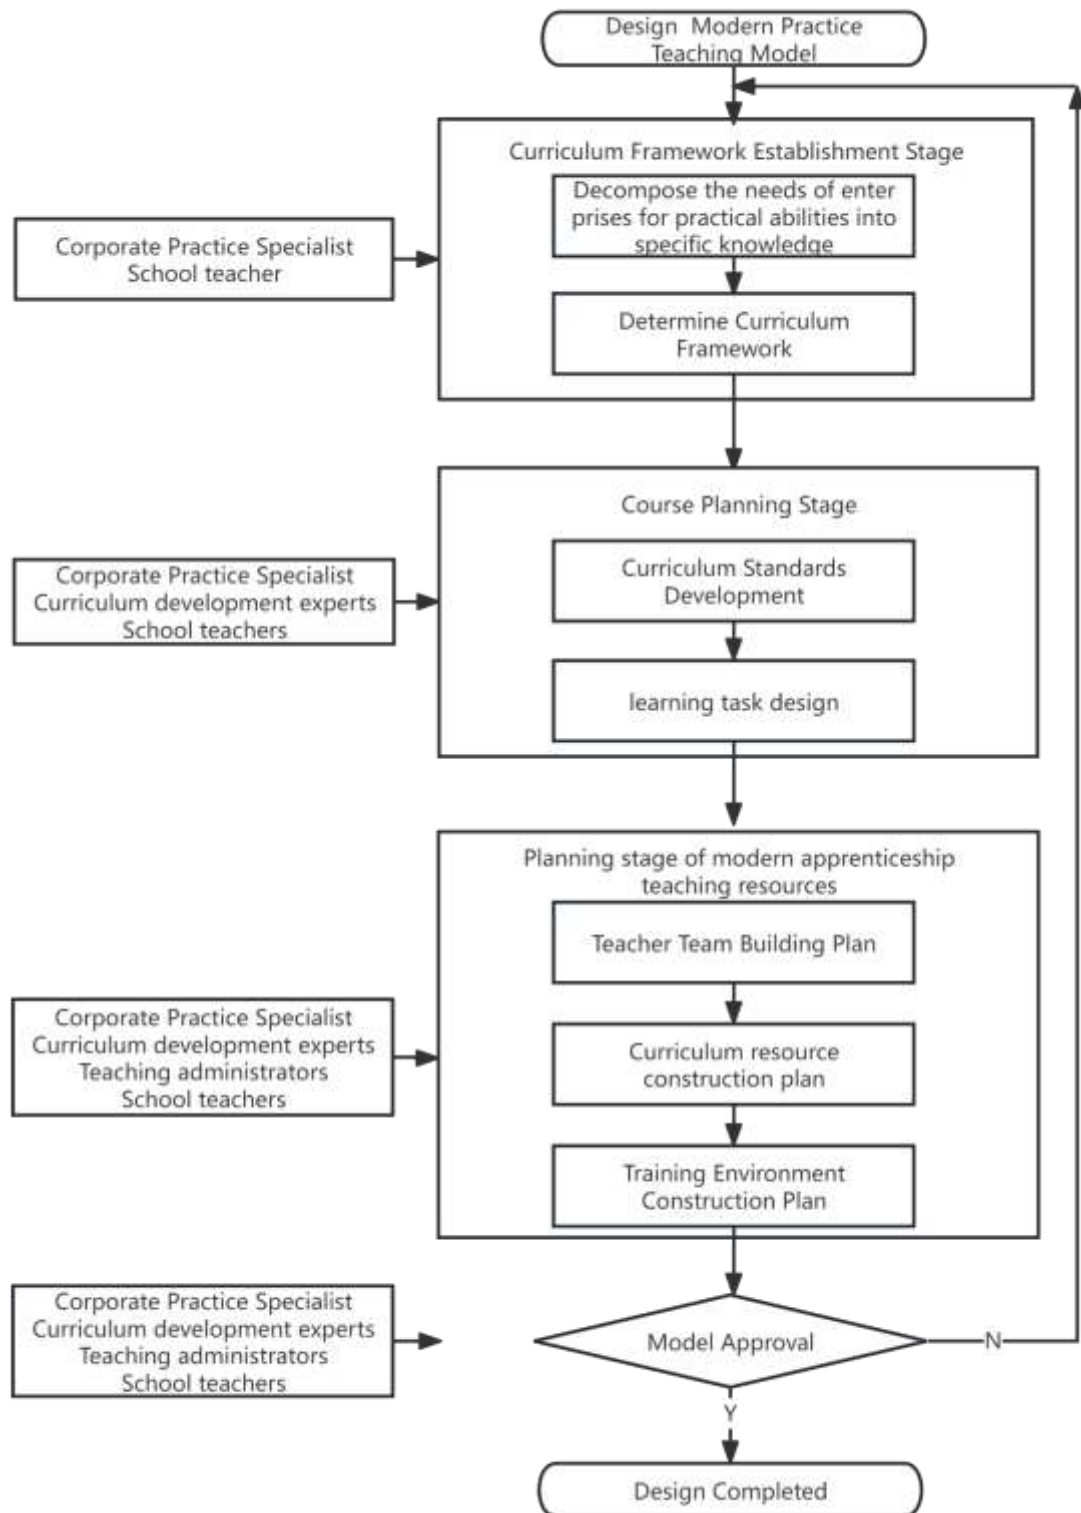 Design Modern Practice
Teaching Model
Curriculum Framework Establishment Stage
Decompose the needs of enter
prises for practical abilities into
specific knowledge
Corporate Practice Specialist
School teacher
Determine Curriculum
Framework
Course Planning Stage
Curriculum Standards
Development
Corporate Practice Specialist
Curriculum development experts
School teachers
learning task design
Planning stage of modern apprenticeship
teaching resources
Teacher Team Building Plan
Corporate Practice Specialist
Curriculum development experts
Teaching administrators
School teachers
Curriculum resource
construction plan
Training Environment
Construction Plan
Corporate Practice Specialist
Curriculum development experts
Teaching administrators
School teachers
Model Approval
N
Y
Design Completed